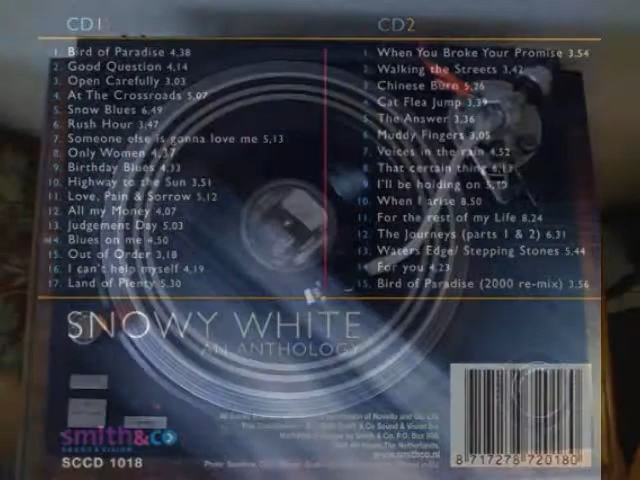 CD1
1. Bird of Paradise 4,38
2. Good Question 4,14
3. Open Carefully 3,03
4. At The Crossroads 5,07
5. Snow Blues 6,49
6. Rush Hour 3,47
7. Someone else is gonna love me 5,13
8. Only Women 4,37
9. Birthday Blues 4,33
10. Highway to the Sun 3,51
11. Love, Pain & Sorrow 5,12
12. All my Money 4,07
13. Judgement Day 5,03
14. Blues on me 4,50
15. Out of Order 3,18
16. I can't help myself 4,19
17. Land of Plenty 5,30
CD2
1. When You Broke Your Promise 3.54
2. Walking the Streets 3,42
3. Chinese Burn 5,26
4. Cat Flea Jump 3,39
5. The Answer 3,36
6. Muddy Fingers 3,05
7. Voices in the rain 4,52
8. That certain thing 6,13
9. I'll be holding on
10. When I arise 8,50
11. For the rest of my Life 8,24
12. The Journeys (parts 1 & 2) 6,31
13. Waters Edge/ Stepping Stones 5,44
14. For you 4,23
15. Bird of Paradise (2000 re-mix) 3,56
SNOWY WHITE
AN ANTHOLOGY
smith&co
SOUND & VISION
SCCD 1018
www.smithco.nl
8 717278 720180